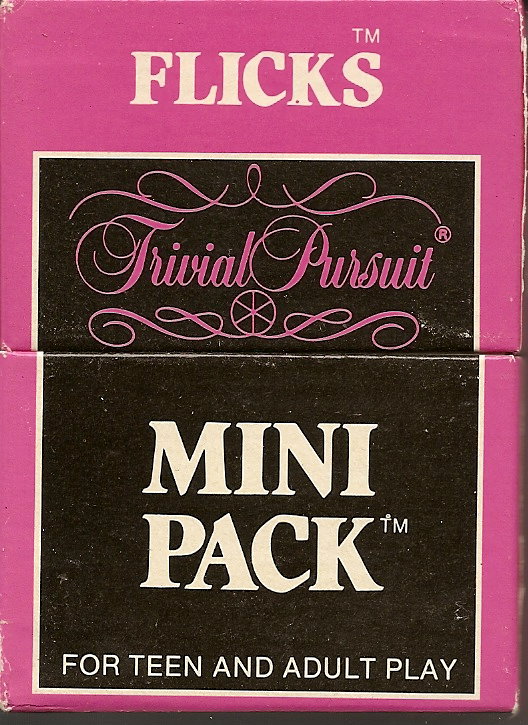 FLICKS™
Trivial Pursuit®
MINI
PACK™
FOR TEEN AND ADULT PLAY